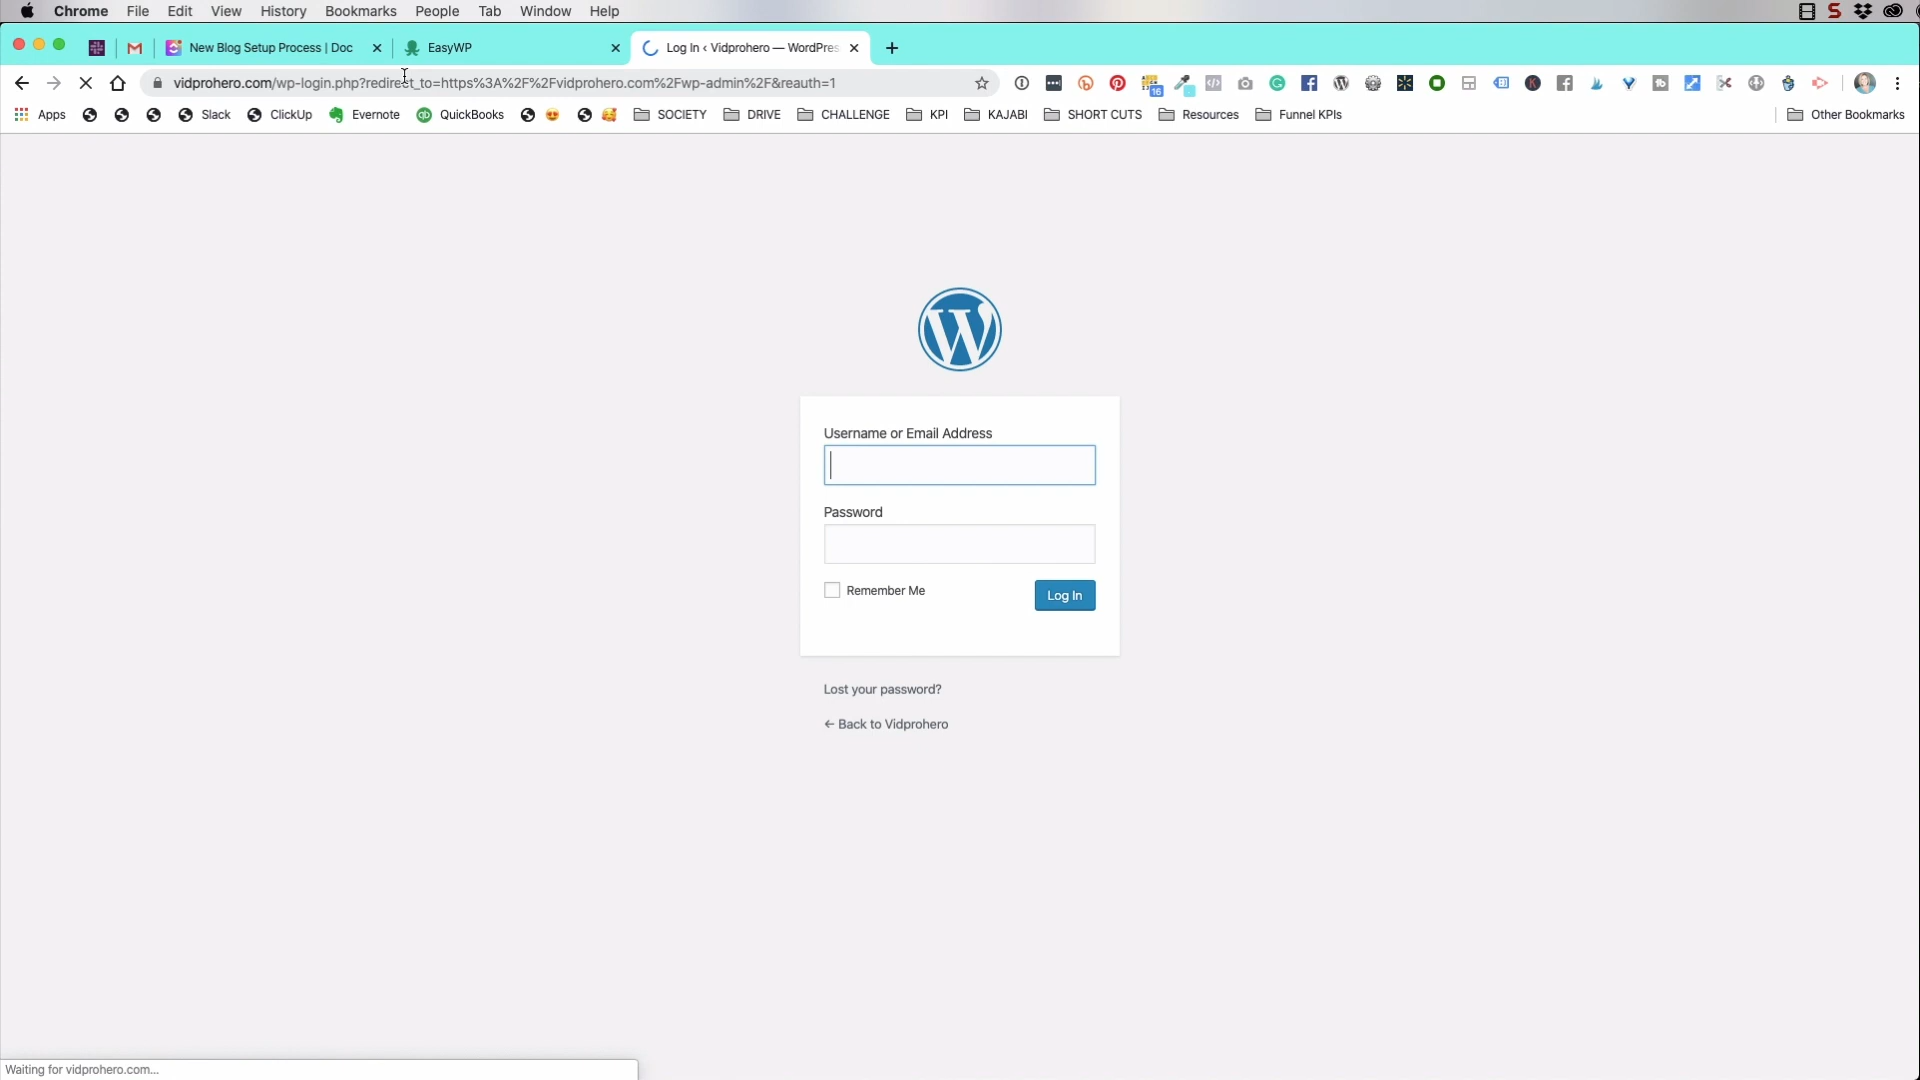 Chrome File Edit View History Bookmarks People Tab Window Help
New Blog Setup Process | Doc
EasyWP
Log In ‹ Vidprohero — WordPres
vidprohero.com/wp-login.php?redirect_to=https%3A%2F%2Fvidprohero.com%2Fwp-admin%2F&reauth=1
16
Apps Slack ClickUp Evernote QuickBooks SOCIETY DRIVE CHALLENGE KPI KAJABI SHORT CUTS Resources Funnel KPIs Other Bookmarks
Username or Email Address
Password
Remember Me
Log In
Lost your password?
← Back to Vidprohero
Waiting for vidprohero.com...